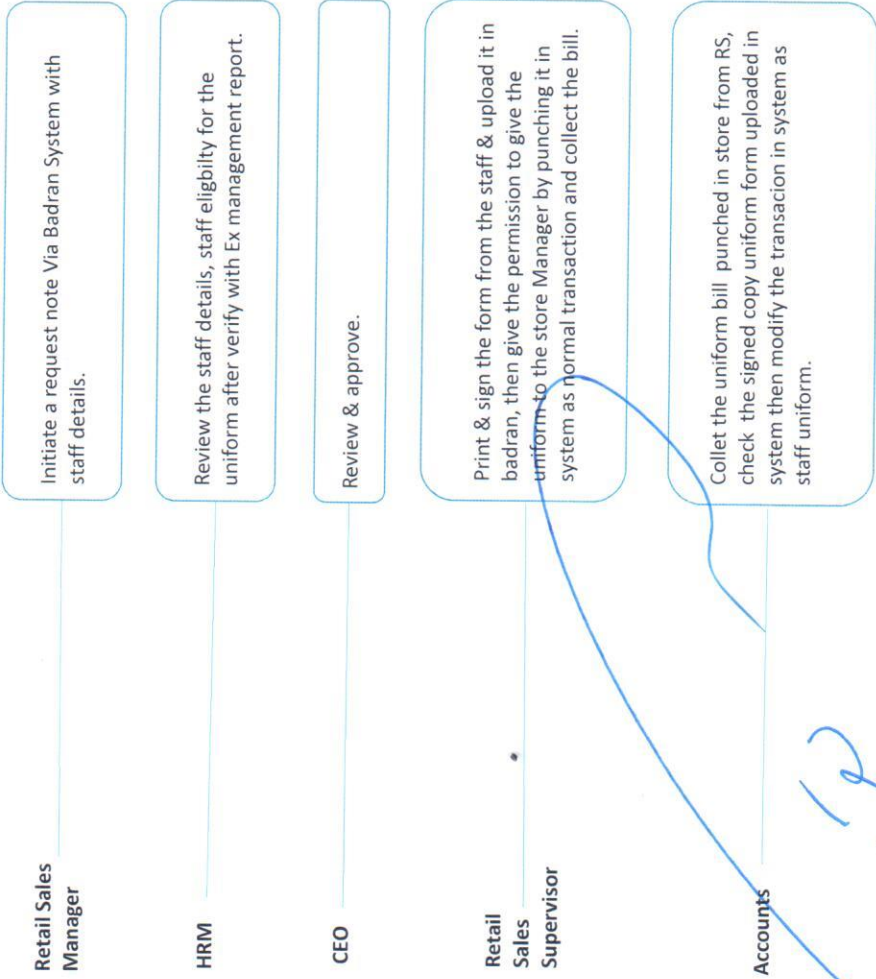 Retail Sales
Manager
Initiate a request note Via Badran System with
staff details.
HRM
Review the staff details, staff eligbilty for the
uniform after verify with Ex management report.
CEO
Review & approve.
Retail
Sales
Supervisor
Print & sign the form from the staff & upload it in
badran, then give the permission to give the
uniform to the store Manager by punching it in
system as normal transaction and collect the bill.
Accounts
Collet the uniform bill punched in store from RS,
check the signed copy uniform form uploaded in
system then modify the transacion in system as
staff uniform.